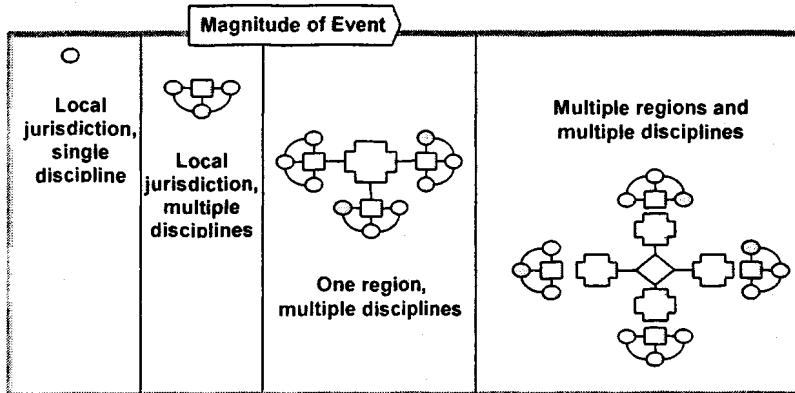 Magnitude of Event
Local
jurisdiction,
single
discipline
Local
jurisdiction,
multiple
disciplines
One region,
multiple disciplines
Multiple regions and
multiple disciplines